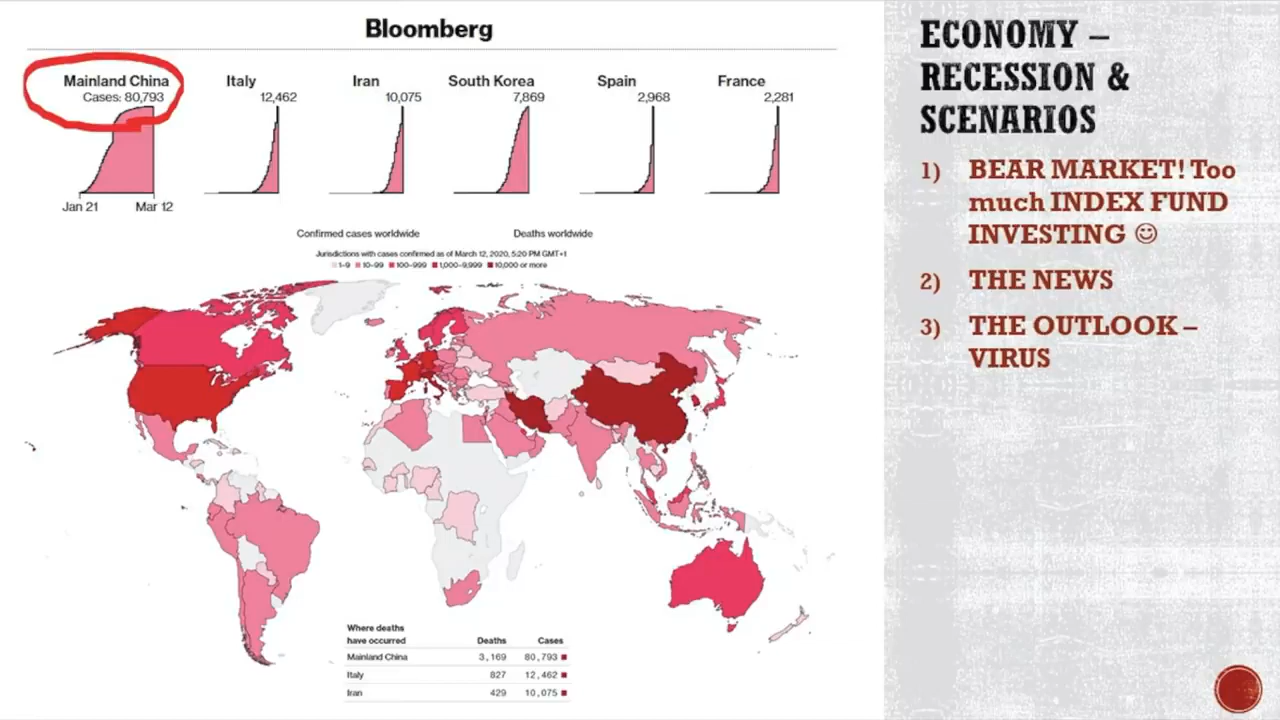 Bloomberg
Mainland China
Cases: 80,793
Jan 21 Mar 12
Italy
12,462
Iran
10,075
South Korea
7,869
Spain
2,968
France
2,281
Confirmed cases worldwide
Deaths worldwide
Jurisdictions with cases confirmed as of March 12, 2020, 5:20 PM GMT+1
1–9 10–99 100–999 1,000–9,999 10,000 or more
Where deaths
have occurred Deaths Cases
Mainland China 3,169 80,793
Italy 827 12,462
Iran 429 10,075
ECONOMY –
RECESSION &
SCENARIOS
1) BEAR MARKET! Too
much INDEX FUND
INVESTING ☺
2) THE NEWS
3) THE OUTLOOK –
VIRUS